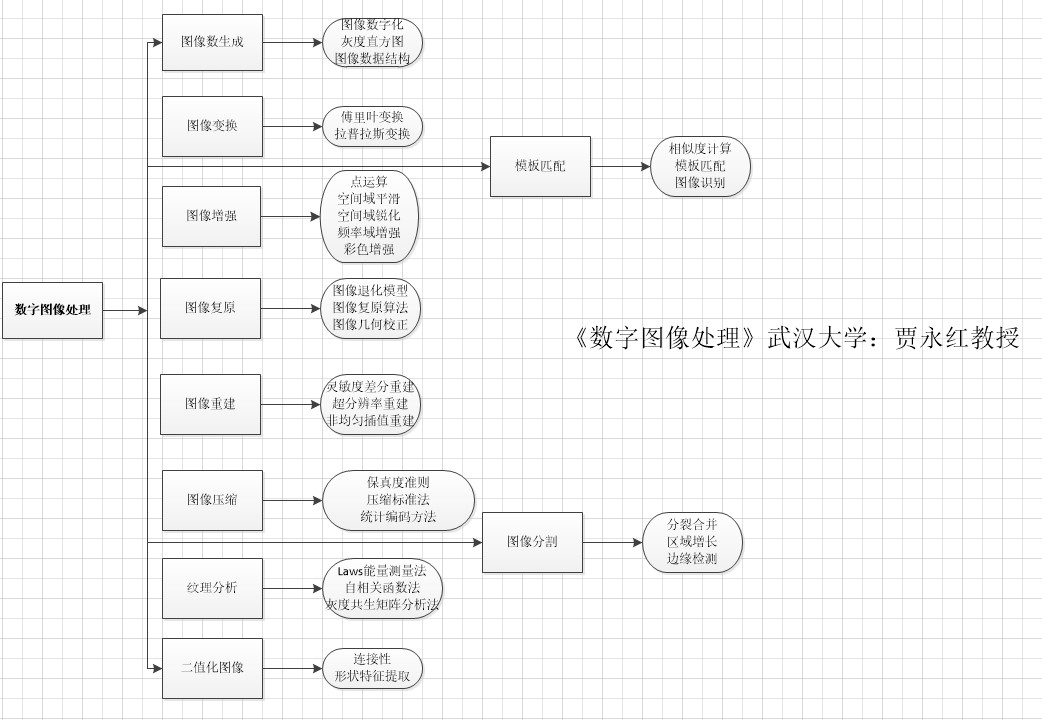 图像数生成
图像数字化
灰度直方图
图像数据结构
图像变换
傅里叶变换
拉普拉斯变换
模板匹配
相似度计算
模板匹配
图像识别
图像增强
点运算
空间域平滑
空间域锐化
频率域增强
彩色增强
数字图像处理
图像复原
图像退化模型
图像复原算法
图像几何校正
《数字图像处理》武汉大学：贾永红教授
图像重建
灵敏度差分重建
超分辨率重建
非均匀插值重建
图像压缩
保真度准则
压缩标准法
统计编码方法
图像分割
分裂合并
区域增长
边缘检测
纹理分析
Laws能量测量法
自相关函数法
灰度共生矩阵分析法
二值化图像
连接性
形状特征提取